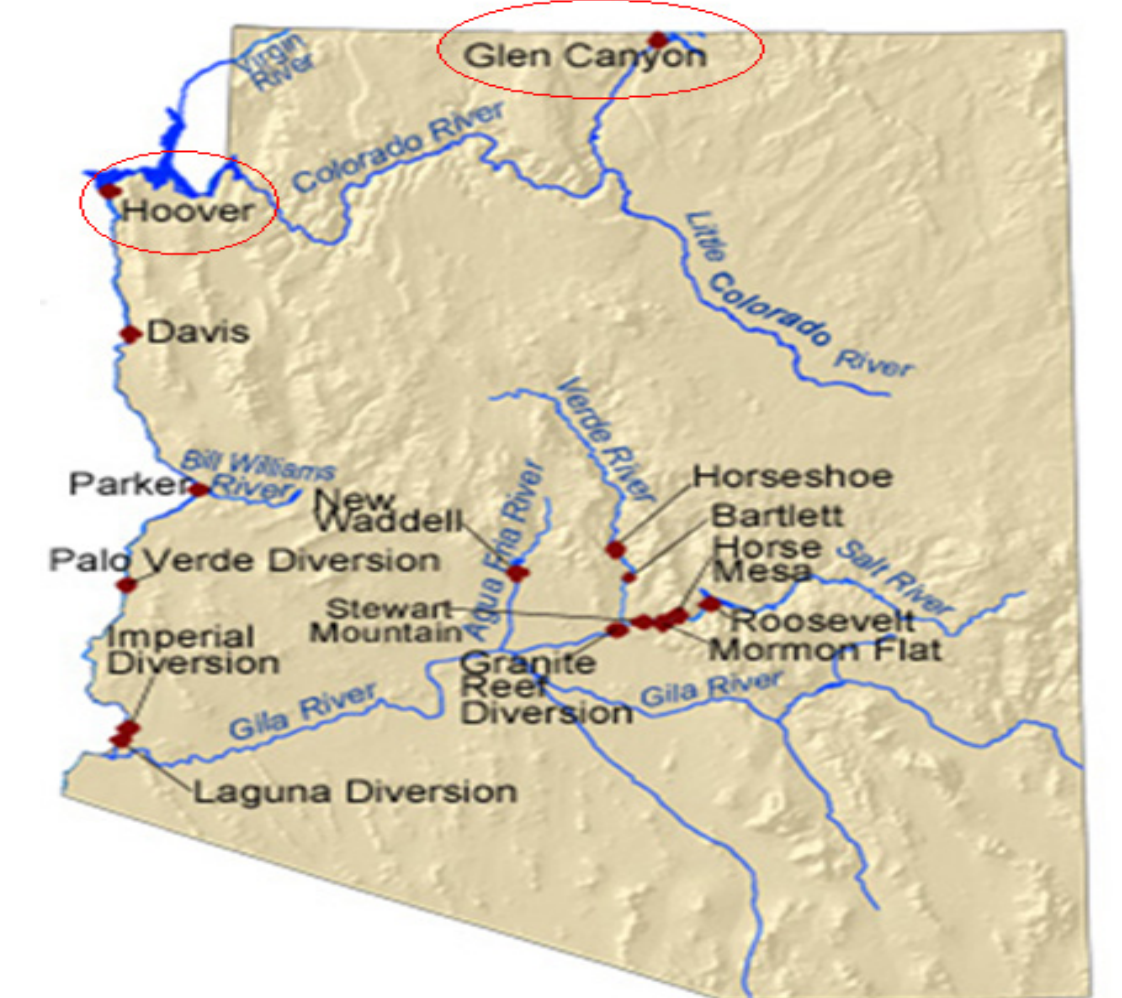 Virgin
River
Glen Canyon
Colorado River
Hoover
Little Colorado River
Davis
Verde River
Bill Williams
River
Parker
New
Waddell
Agua Fria River
Horseshoe
Bartlett
Horse
Mesa
Salt River
Palo Verde Diversion
Stewart
Mountain
Roosevelt
Mormon Flat
Imperial
Diversion
Granite
Reef
Diversion
Gila River
Gila River
Laguna Diversion